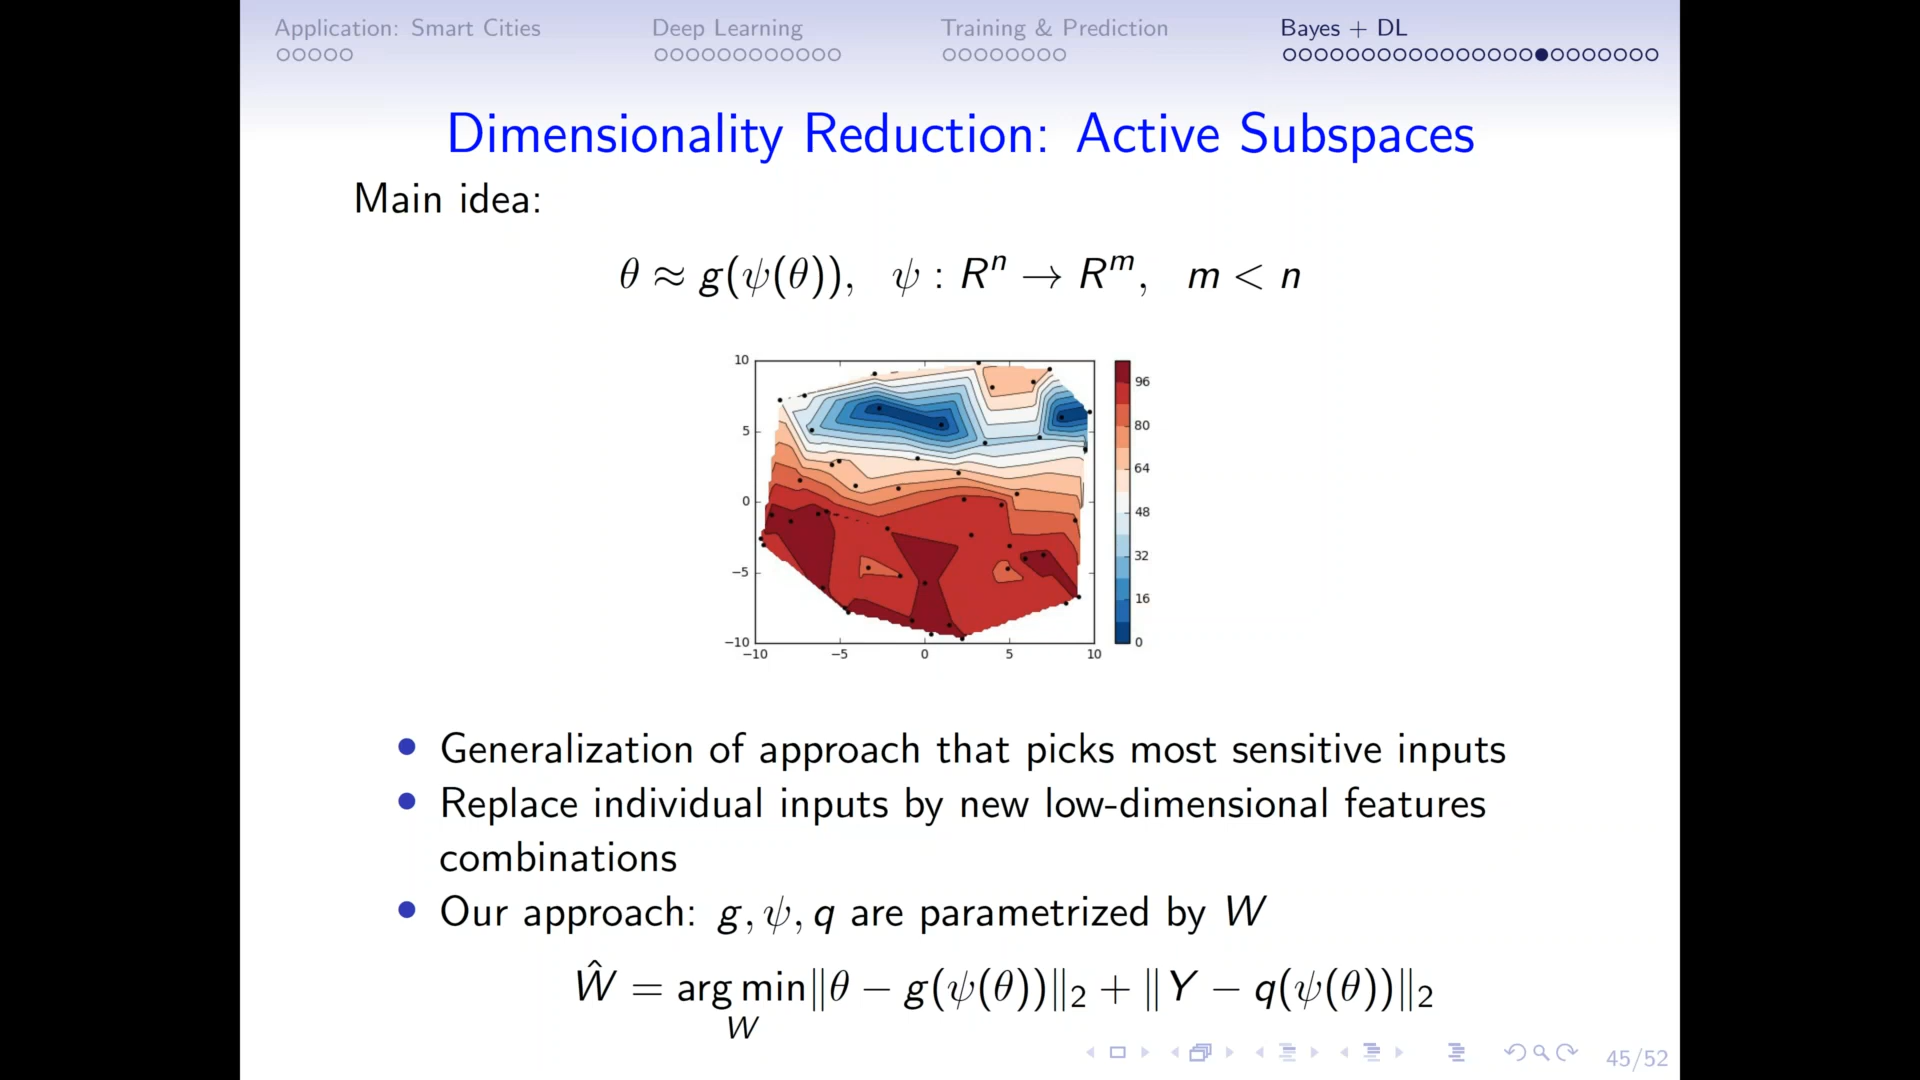 Application: Smart Cities Deep Learning Training & Prediction Bayes + DL
Dimensionality Reduction: Active Subspaces
Main idea:
θ ≈ g(ψ(θ)), ψ : Rⁿ → Rᵐ, m < n
10
5
0
−5
−10
−10 −5 0 5 10
96
80
64
48
32
16
0
• Generalization of approach that picks most sensitive inputs
• Replace individual inputs by new low-dimensional features
combinations
• Our approach: g, ψ, q are parametrized by W
Ŵ = arg min‖θ − g(ψ(θ))‖₂ + ‖Y − q(ψ(θ))‖₂
W
45/52